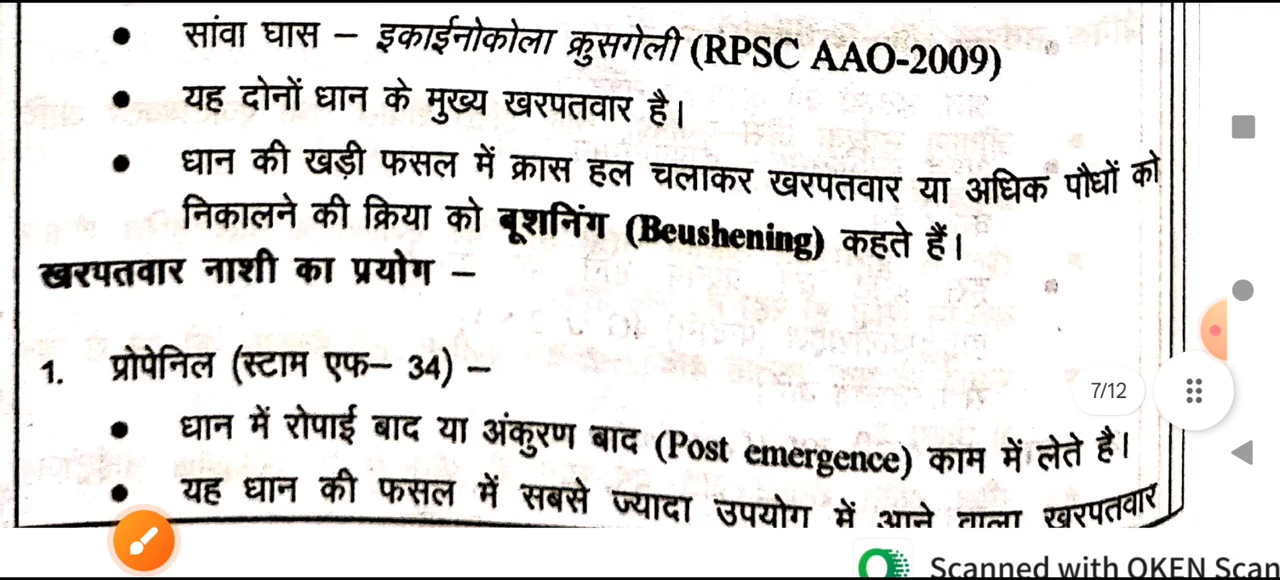 • सांवा घास – इकाईनोकोला क्रुसगेली (RPSC AAO-2009)
• यह दोनों धान के मुख्य खरपतवार है।
• धान की खड़ी फसल में क्रास हल चलाकर खरपतवार या अधिक पौधों को
निकालने की क्रिया को बूशनिंग (Beushening) कहते हैं।
खरपतवार नाशी का प्रयोग –
1. प्रोपेनिल (स्टाम एफ– 34) –
7/12
• धान में रोपाई बाद या अंकुरण बाद (Post emergence) काम में लेते है।
• यह धान की फसल में सबसे ज्यादा उपयोग में आने वाला खरपतवार
Scanned with OKEN Scan